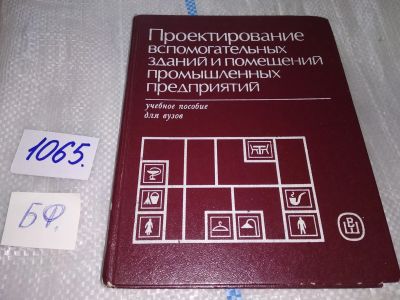 Проектирование
вспомогательных
зданий и помещений
промышленных
предприятий
учебное пособие
для вузов
1065.
БФ.